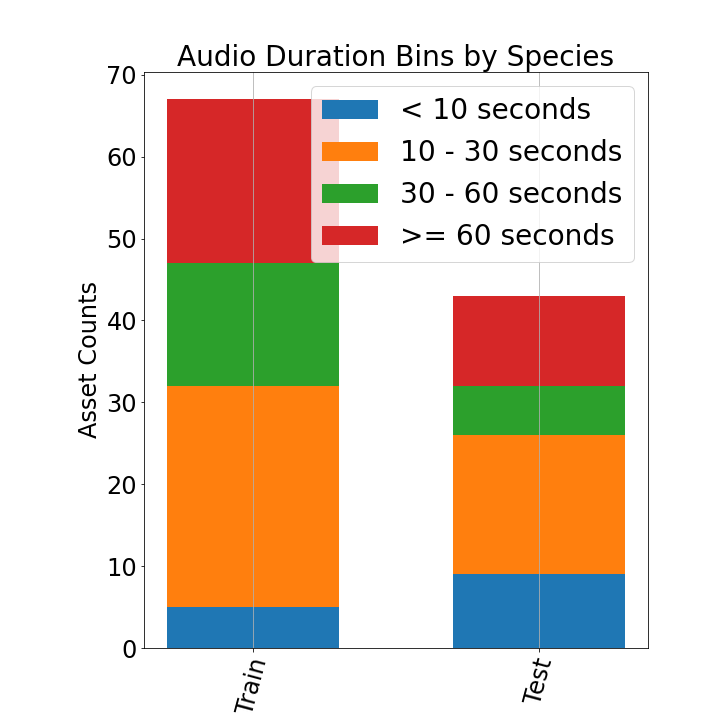 Audio Duration Bins by Species
70
60
50
40
30
20
10
0
Asset Counts
< 10 seconds
10 - 30 seconds
30 - 60 seconds
>= 60 seconds
Train
Test